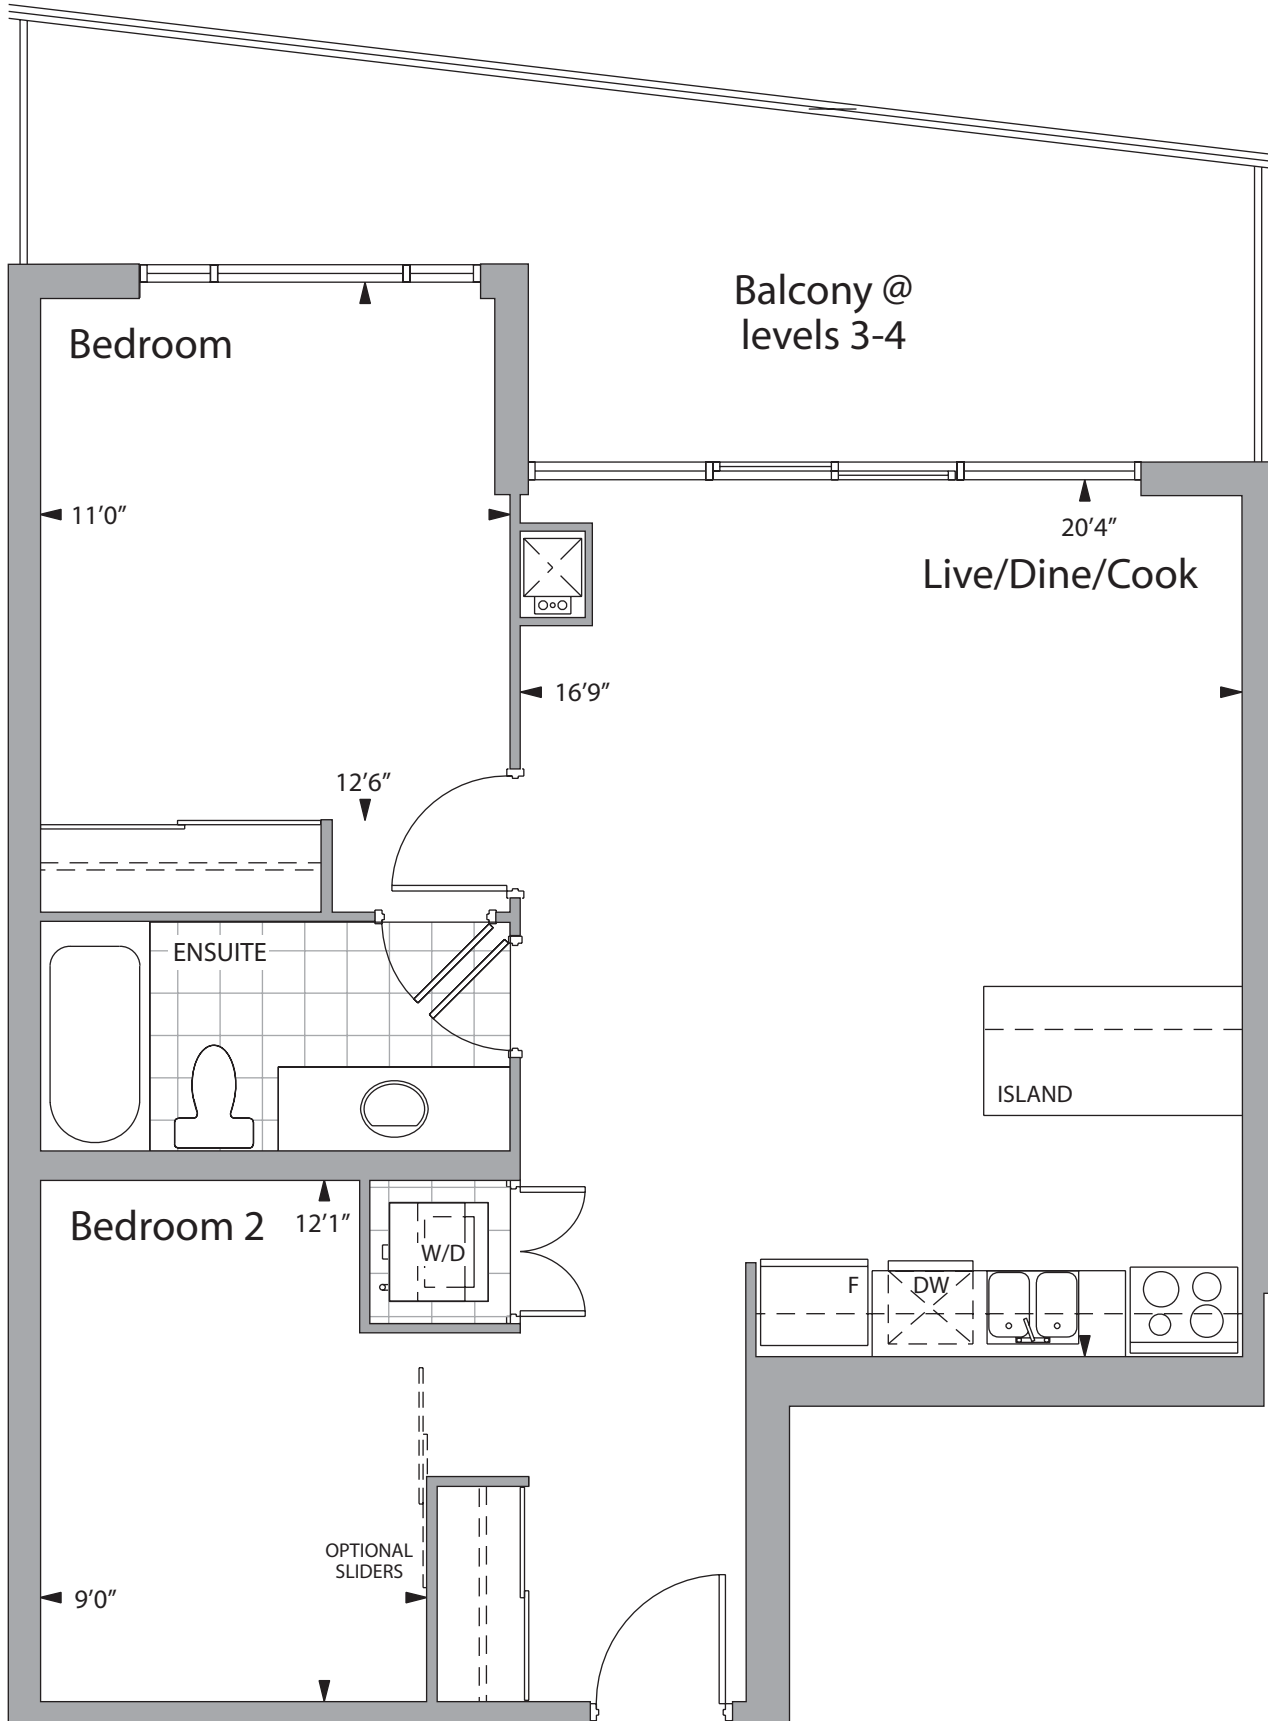 Balcony @
levels 3-4
Bedroom
11’0”
20’4”
Live/Dine/Cook
16’9”
12’6”
ENSUITE
ISLAND
Bedroom 2
12’1”
W/D
F
DW
OPTIONAL
SLIDERS
9’0”